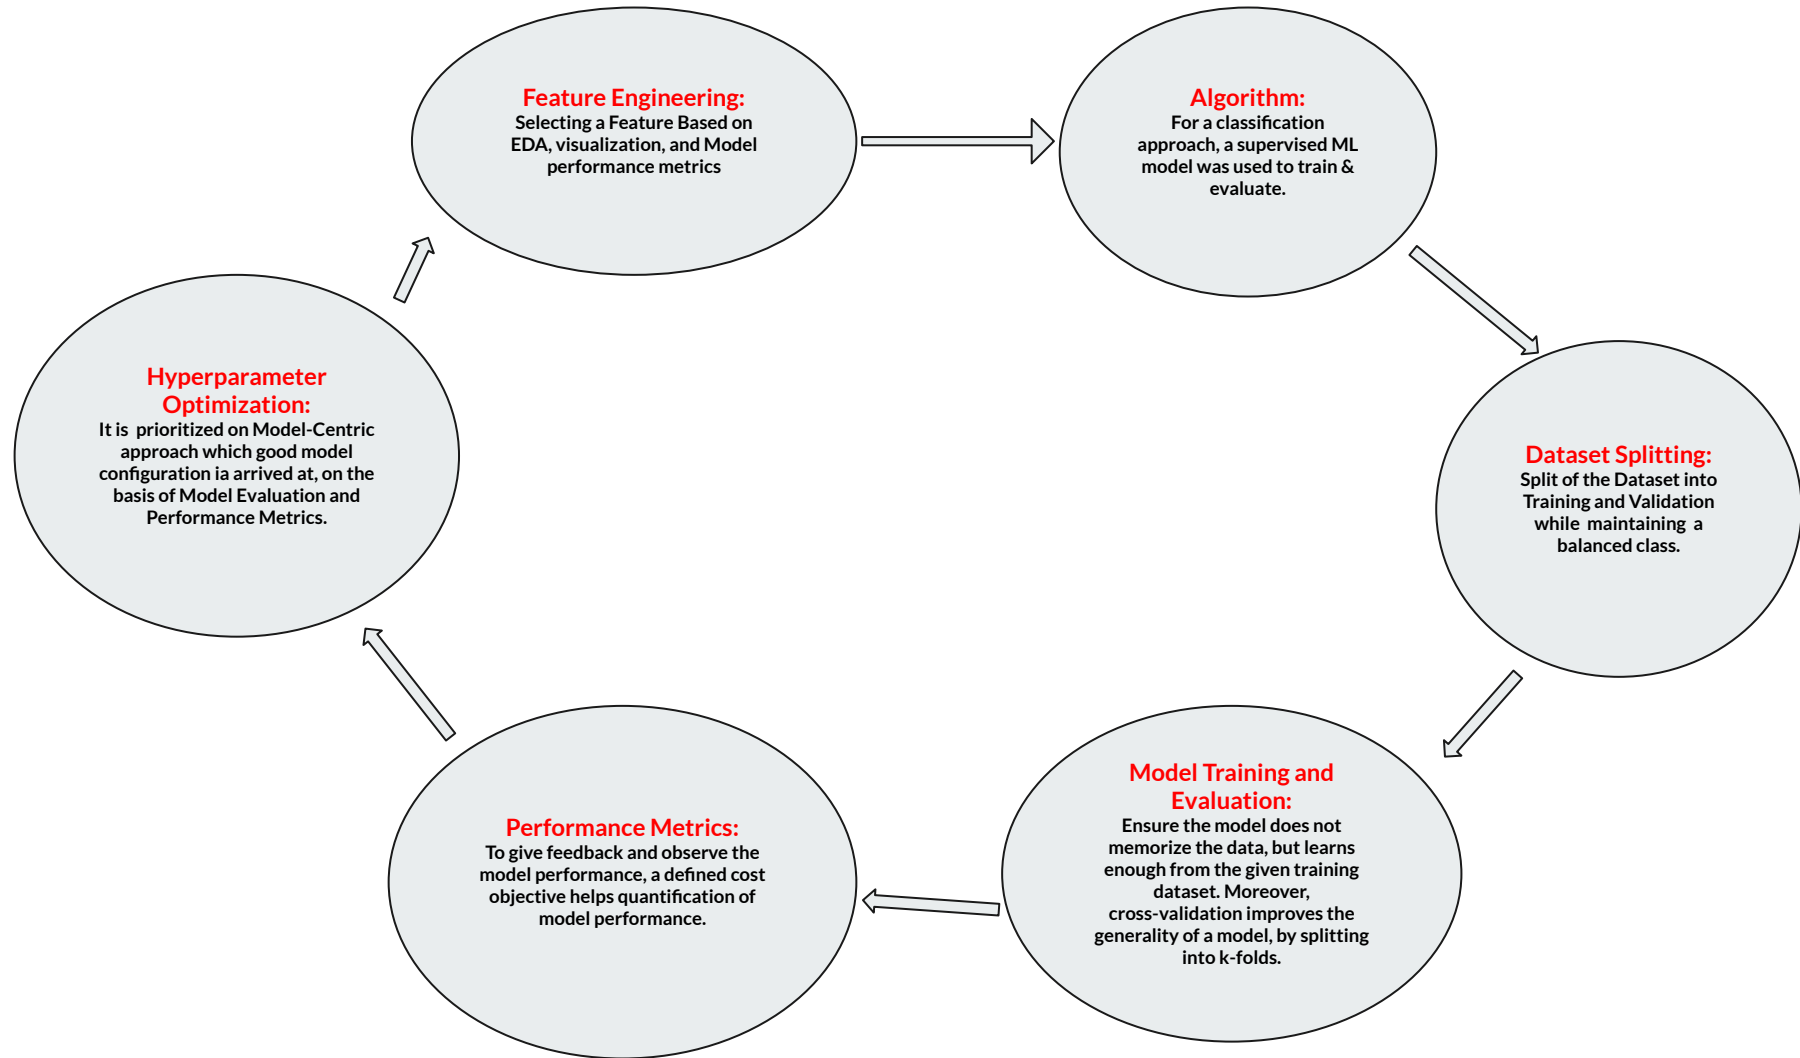 Feature Engineering:
Selecting a Feature Based on
EDA, visualization, and Model
performance metrics
Algorithm:
For a classification
approach, a supervised ML
model was used to train &
evaluate.
Dataset Splitting:
Split of the Dataset into
Training and Validation
while maintaining a
balanced class.
Model Training and
Evaluation:
Ensure the model does not
memorize the data, but learns
enough from the given training
dataset. Moreover,
cross-validation improves the
generality of a model, by splitting
into k-folds.
Performance Metrics:
To give feedback and observe the
model performance, a defined cost
objective helps quantification of
model performance.
Hyperparameter
Optimization:
It is prioritized on Model-Centric
approach which good model
configuration ia arrived at, on the
basis of Model Evaluation and
Performance Metrics.